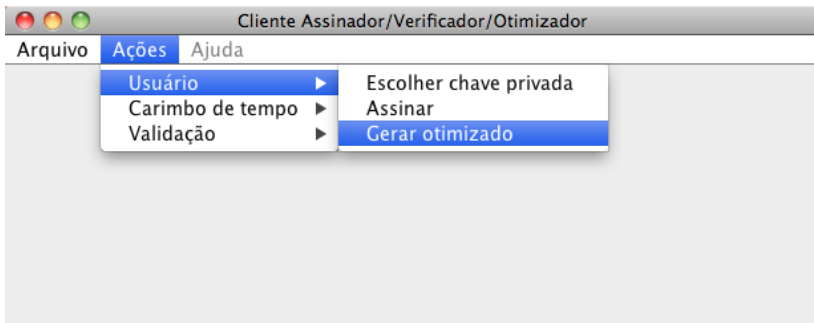 Cliente Assinador/Verificador/Otimizador
Arquivo Ações Ajuda
Usuário
Carimbo de tempo
Validação
Escolher chave privada
Assinar
Gerar otimizado